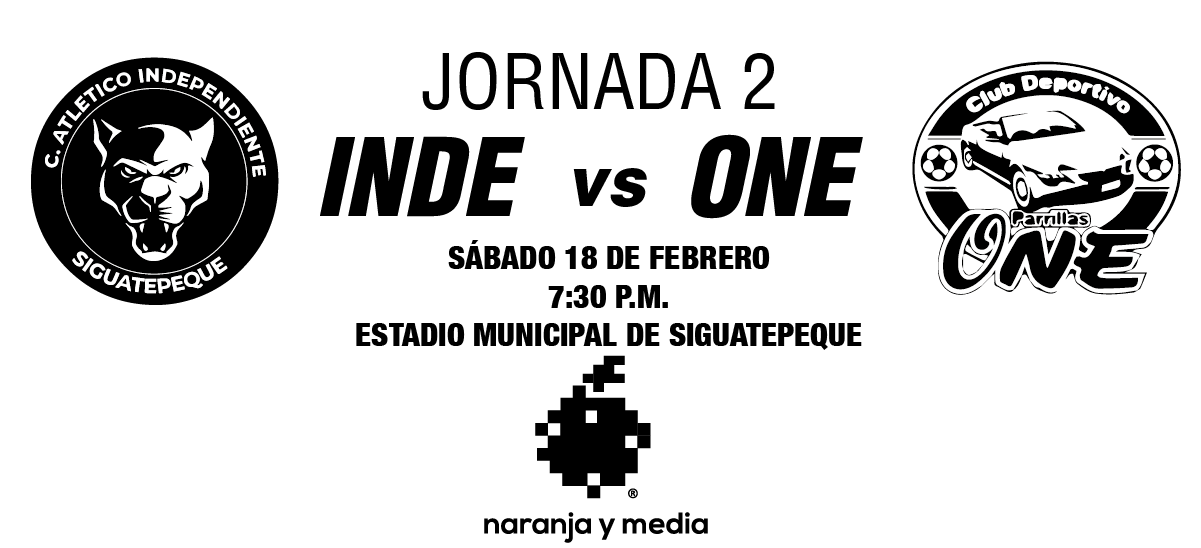 C. ATLETICO INDEPENDIENTE
SIGUATEPEQUE
JORNADA 2
INDE vs ONE
SÁBADO 18 DE FEBRERO
7:30 P.M.
ESTADIO MUNICIPAL DE SIGUATEPEQUE
Club Deportivo
Parrillas
ONE
®
naranja y media